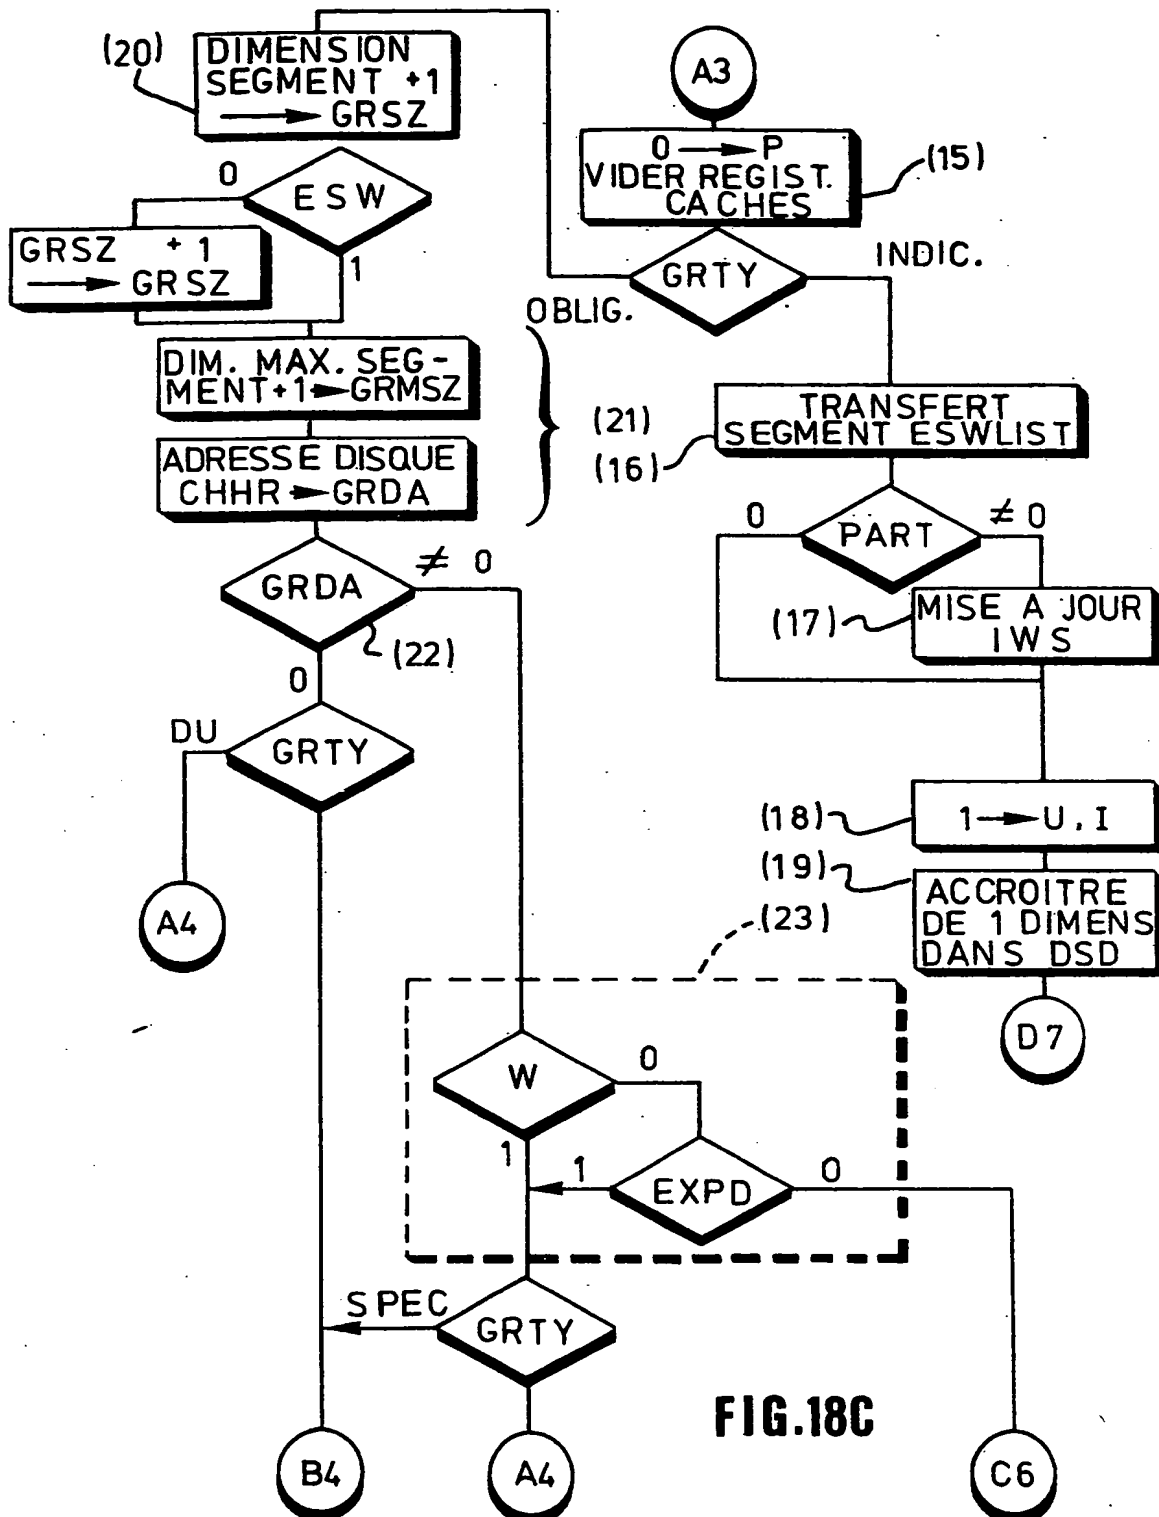 (20)
DIMENSION
SEGMENT +1
→ GRSZ
0
ESW
1
GRSZ + 1
→ GRSZ
DIM. MAX. SEG-
MENT+1→GRMSZ
ADRESSE DISQUE
CHHR→GRDA
(21)
GRDA
≠ 0
(22)
0
GRTY
DU
A4
A3
0 → P
VIDER REGIST.
CACHES
(15)
GRTY
INDIC.
OBLIG.
TRANSFERT
SEGMENT ESWLIST
(16)
0
PART
≠ 0
MISE A JOUR
IWS
(17)
(18)
1→U,I
(19)
ACCROITRE
DE 1 DIMENS
DANS DSD
D7
(23)
W
0
1
1
EXPD
0
SPEC
GRTY
B4
A4
C6
FIG.18C